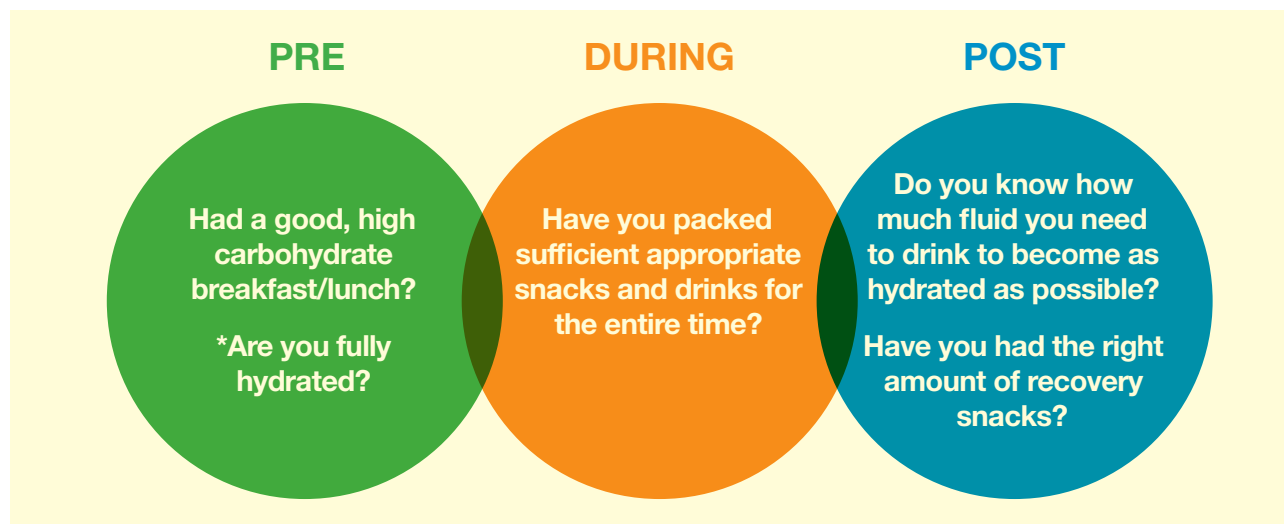 PRE
Had a good, high
carbohydrate
breakfast/lunch?
*Are you fully
hydrated?
DURING
Have you packed
sufficient appropriate
snacks and drinks for
the entire time?
POST
Do you know how
much fluid you need
to drink to become as
hydrated as possible?
Have you had the right
amount of recovery
snacks?